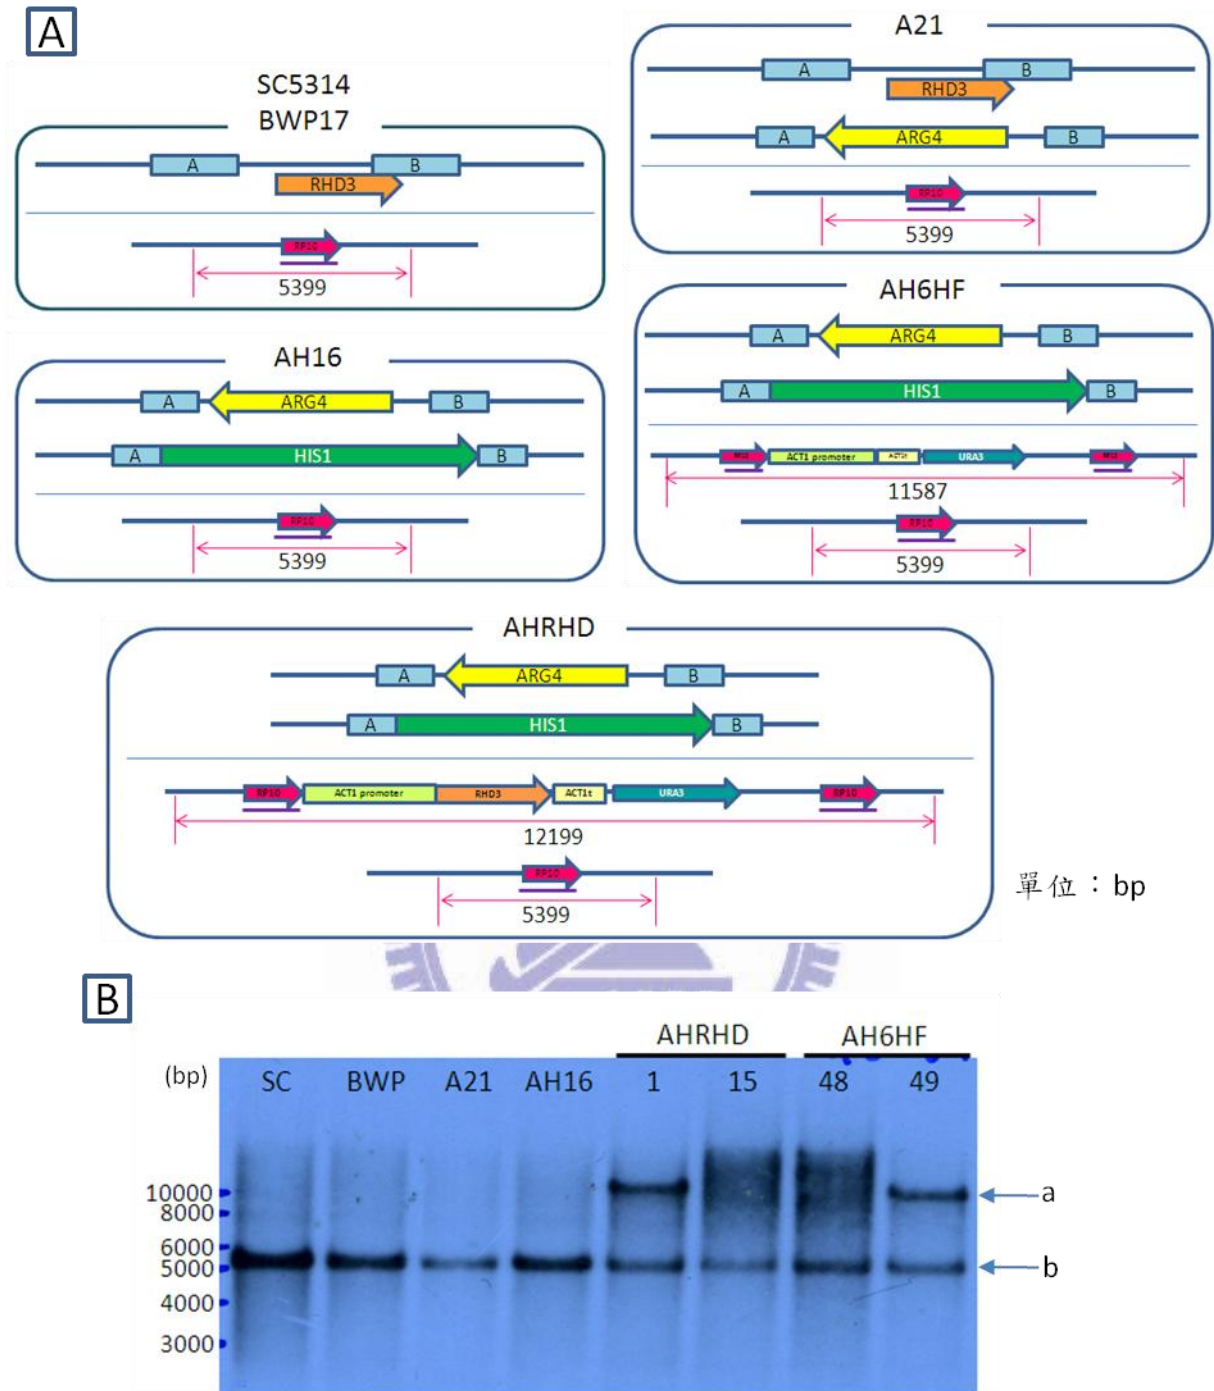 A
SC5314
BWP17
A
B
RHD3
RP10
5399
A21
A
B
RHD3
A
ARG4
B
RP10
5399
AH16
A
ARG4
B
A
HIS1
B
RP10
5399
AH6HF
A
ARG4
B
A
HIS1
B
ACT1 promoter
ACT1t
URA3
11587
RP10
5399
AHRHD
A
ARG4
B
A
HIS1
B
RP10
ACT1 promoter
RHD3
ACT1t
URA3
RP10
12199
RP10
5399
單位：bp
B
AHRHD
AH6HF
(bp)
SC
BWP
A21
AH16
1
15
48
49
10000
8000
6000
5000
4000
3000
a
b